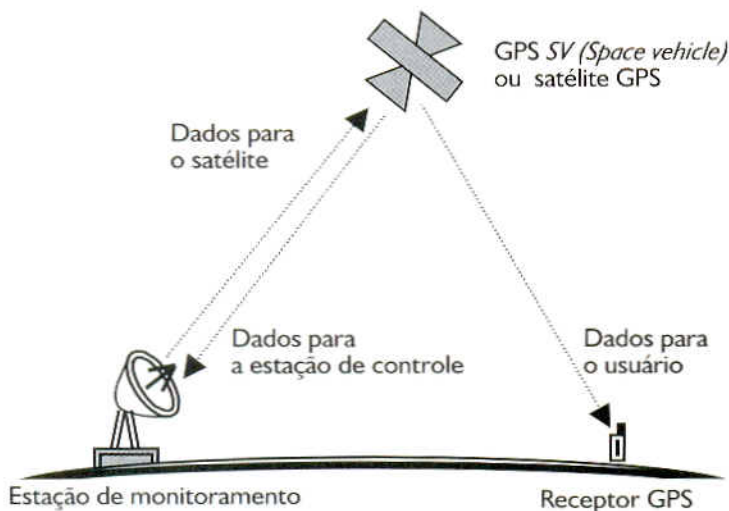 GPS SV (Space vehicle)
ou satélite GPS
Dados para
o satélite
Dados para
a estação de controle
Dados para
o usuário
Estação de monitoramento
Receptor GPS